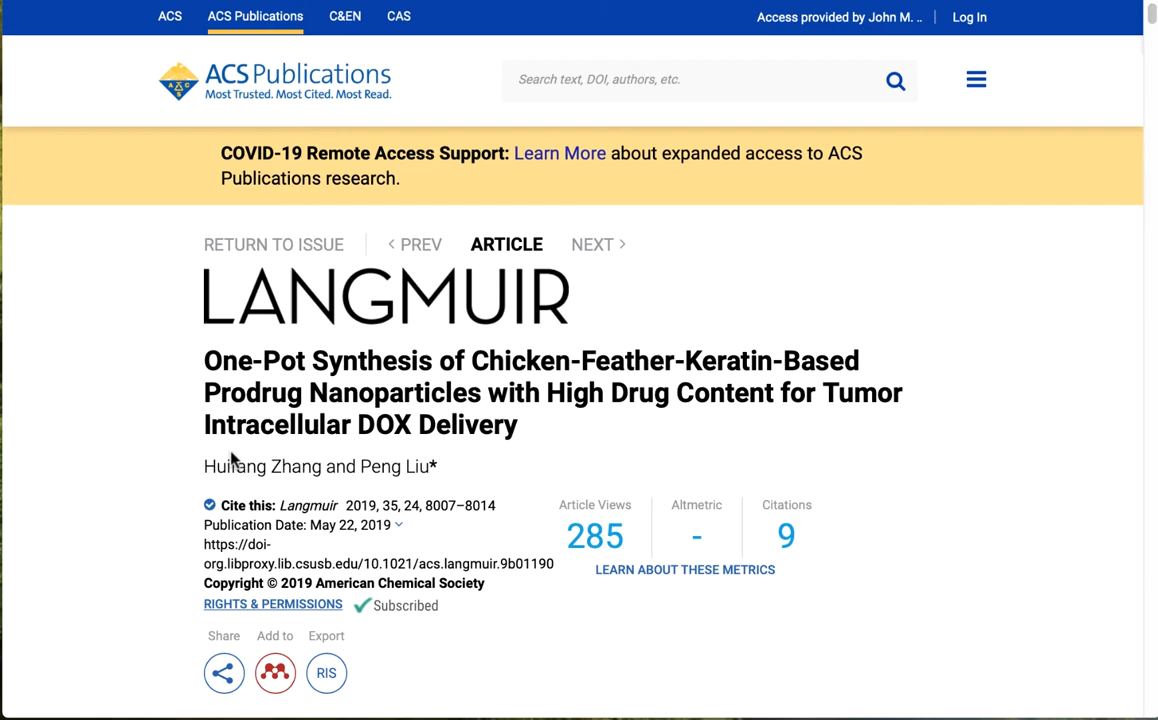 ACS ACS Publications C&EN CAS Access provided by John M. .. Log In
ACS Publications
Most Trusted. Most Cited. Most Read.
Search text, DOI, authors, etc.
COVID-19 Remote Access Support: Learn More about expanded access to ACS
Publications research.
RETURN TO ISSUE < PREV ARTICLE NEXT >
LANGMUIR
One-Pot Synthesis of Chicken-Feather-Keratin-Based
Prodrug Nanoparticles with High Drug Content for Tumor
Intracellular DOX Delivery
Huifang Zhang and Peng Liu*
Cite this: Langmuir 2019, 35, 24, 8007–8014
Publication Date: May 22, 2019
https://doi-
org.libproxy.lib.csusb.edu/10.1021/acs.langmuir.9b01190
Copyright © 2019 American Chemical Society
RIGHTS & PERMISSIONS Subscribed
Article Views Altmetric Citations
285 - 9
LEARN ABOUT THESE METRICS
Share Add to Export
RIS